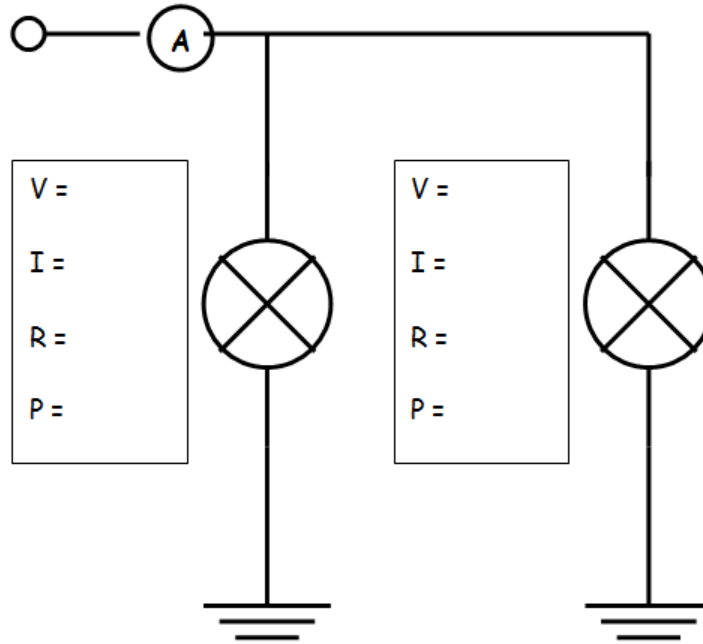 A
V =
I =
R =
P =
V =
I =
R =
P =